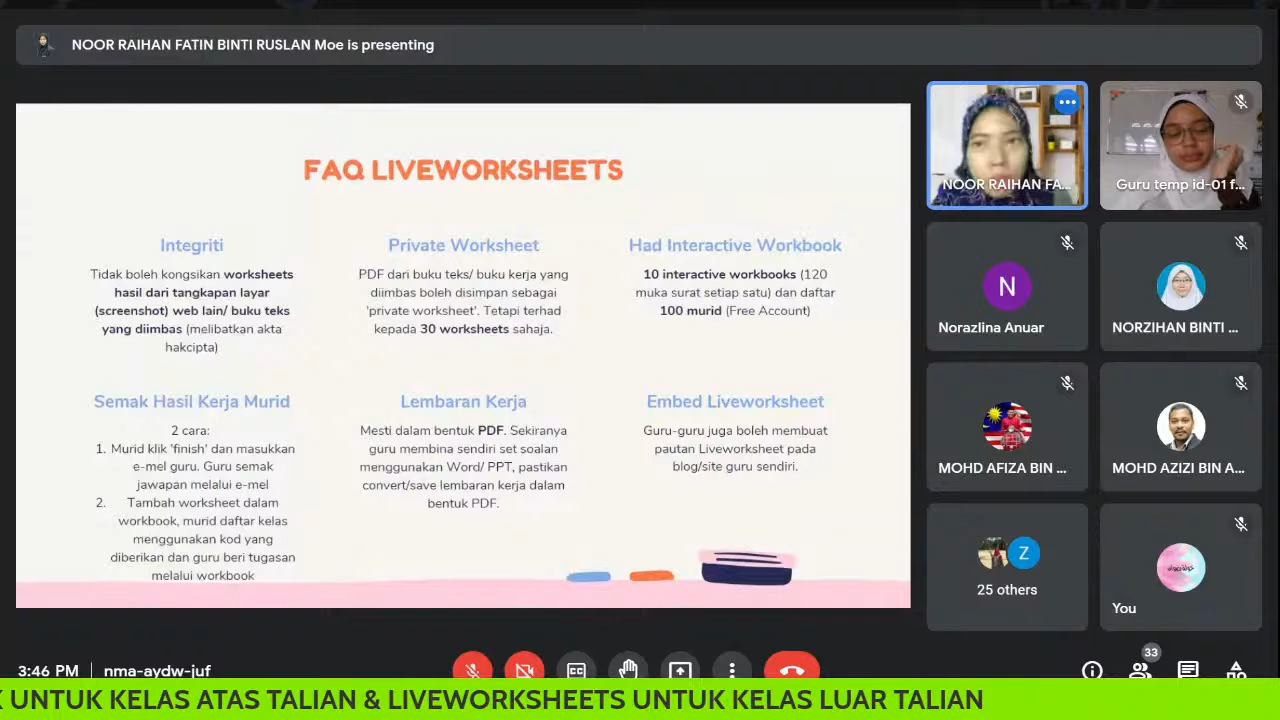 NOOR RAIHAN FATIN BINTI RUSLAN Moe is presenting
FAQ LIVEWORKSHEETS
Integriti
Tidak boleh kongsikan worksheets
hasil dari tangkapan layar
(screenshot) web lain/ buku teks
yang diimbas (melibatkan akta
hakcipta)
Private Worksheet
PDF dari buku teks/ buku kerja yang
diimbas boleh disimpan sebagai
'private worksheet'. Tetapi terhad
kepada 30 worksheets sahaja.
Had Interactive Workbook
10 interactive workbooks (120
muka surat setiap satu) dan daftar
100 murid (Free Account)
Semak Hasil Kerja Murid
2 cara:
1. Murid klik 'finish' dan masukkan
e-mel guru. Guru semak
jawapan melalui e-mel
2. Tambah worksheet dalam
workbook, murid daftar kelas
menggunakan kod yang
diberikan dan guru beri tugasan
melalui workbook
Lembaran Kerja
Mesti dalam bentuk PDF. Sekiranya
guru membina sendiri set soalan
menggunakan Word/ PPT, pastikan
convert/save lembaran kerja dalam
bentuk PDF.
Embed Liveworksheet
Guru-guru juga boleh membuat
pautan Liveworksheet pada
blog/site guru sendiri.
NOOR RAIHAN FA...
Guru temp id-01 f...
N
Norazlina Anuar
NORZIHAN BINTI ...
MOHD AFIZA BIN ...
MOHD AZIZI BIN A...
Z
25 others
You
3:46 PM | nma-aydw-juf
CC
33
UNTUK KELAS ATAS TALIAN & LIVEWORKSHEETS UNTUK KELAS LUAR TALIAN